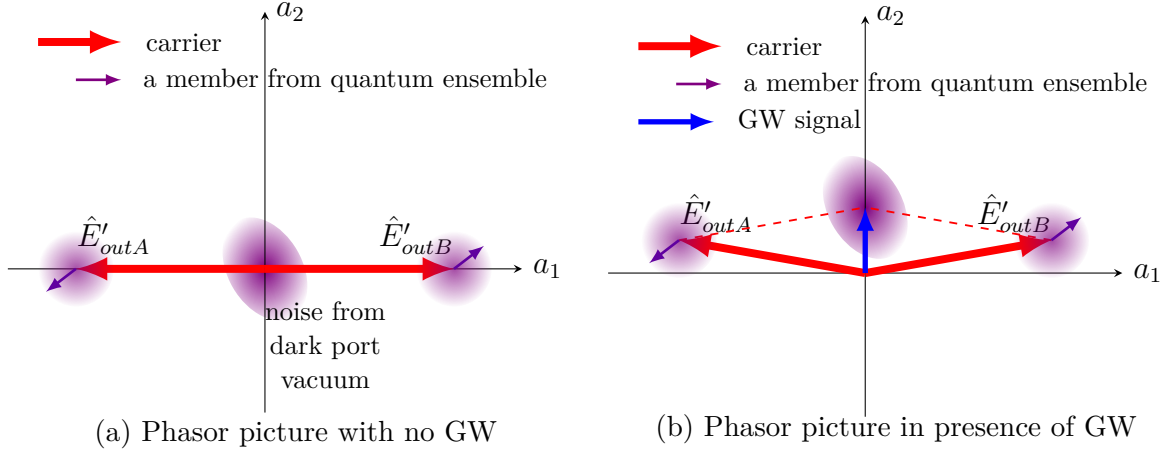 a₂
carrier
a member from quantum ensemble
Ê′outA
Ê′outB
a₁
noise from
dark port
vacuum
(a) Phasor picture with no GW
a₂
carrier
a member from quantum ensemble
GW signal
Ê′outA
Ê′outB
a₁
(b) Phasor picture in presence of GW